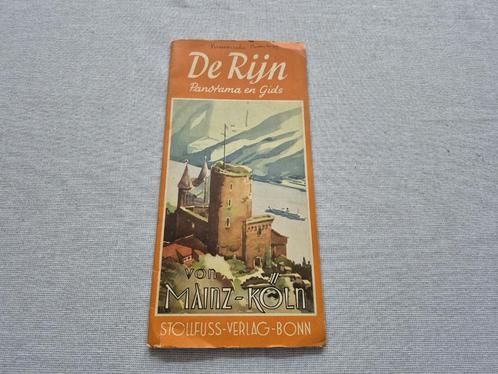 De Rijn
Panorama en Gids
von
MAINZ-KÖLN
STOLLFUSS-VERLAG-BONN